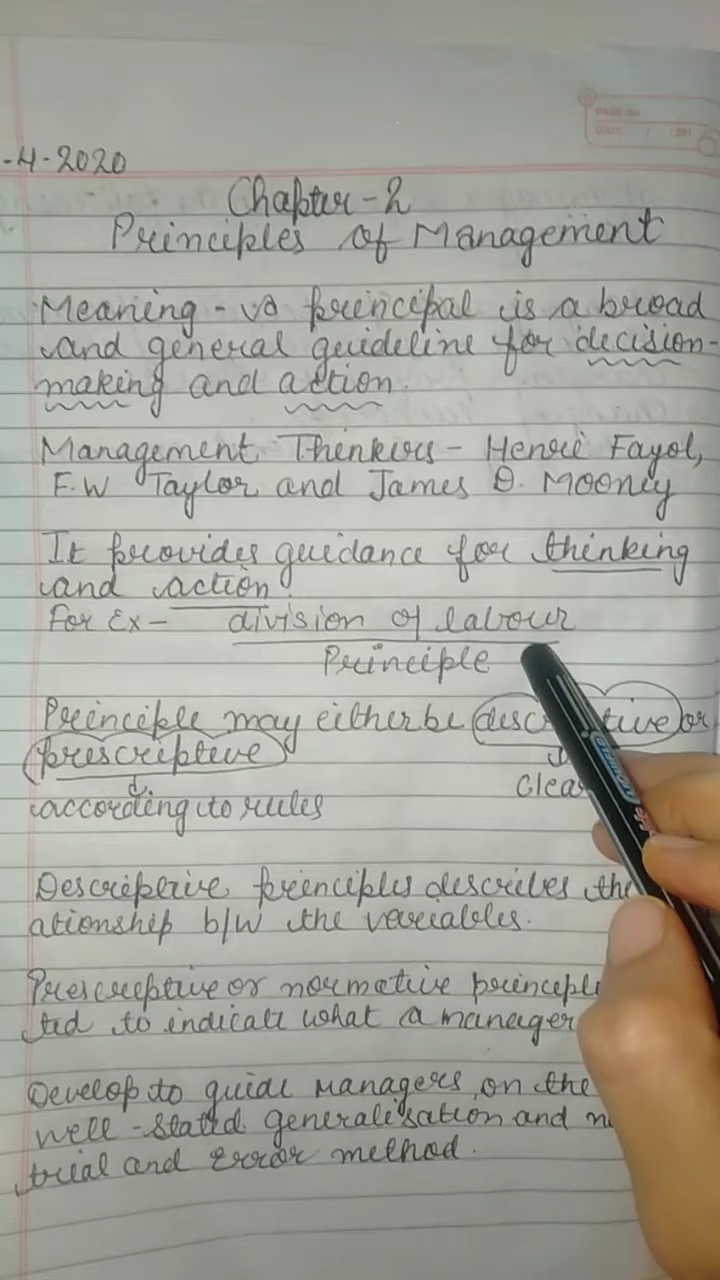 -4-2020
Chapter-2
Principles of Management
Meaning - A principal is a broad
and general guideline for decision-
making and action.
Management Thinkers - Henri Fayol,
F.W Taylor and James D. Mooney
It provides guidance for thinking
and action.
For Ex- division of labour
Principle
Principle may either be desc tive or
prescriptive
Clea
according to rules
Descriptive principles describes the
ationship b/w the variables.
Prescriptive or normative principl
ted to indicate what a manager
Develop to guide managers on the
well-stated generalisation and n
trial and Error method.